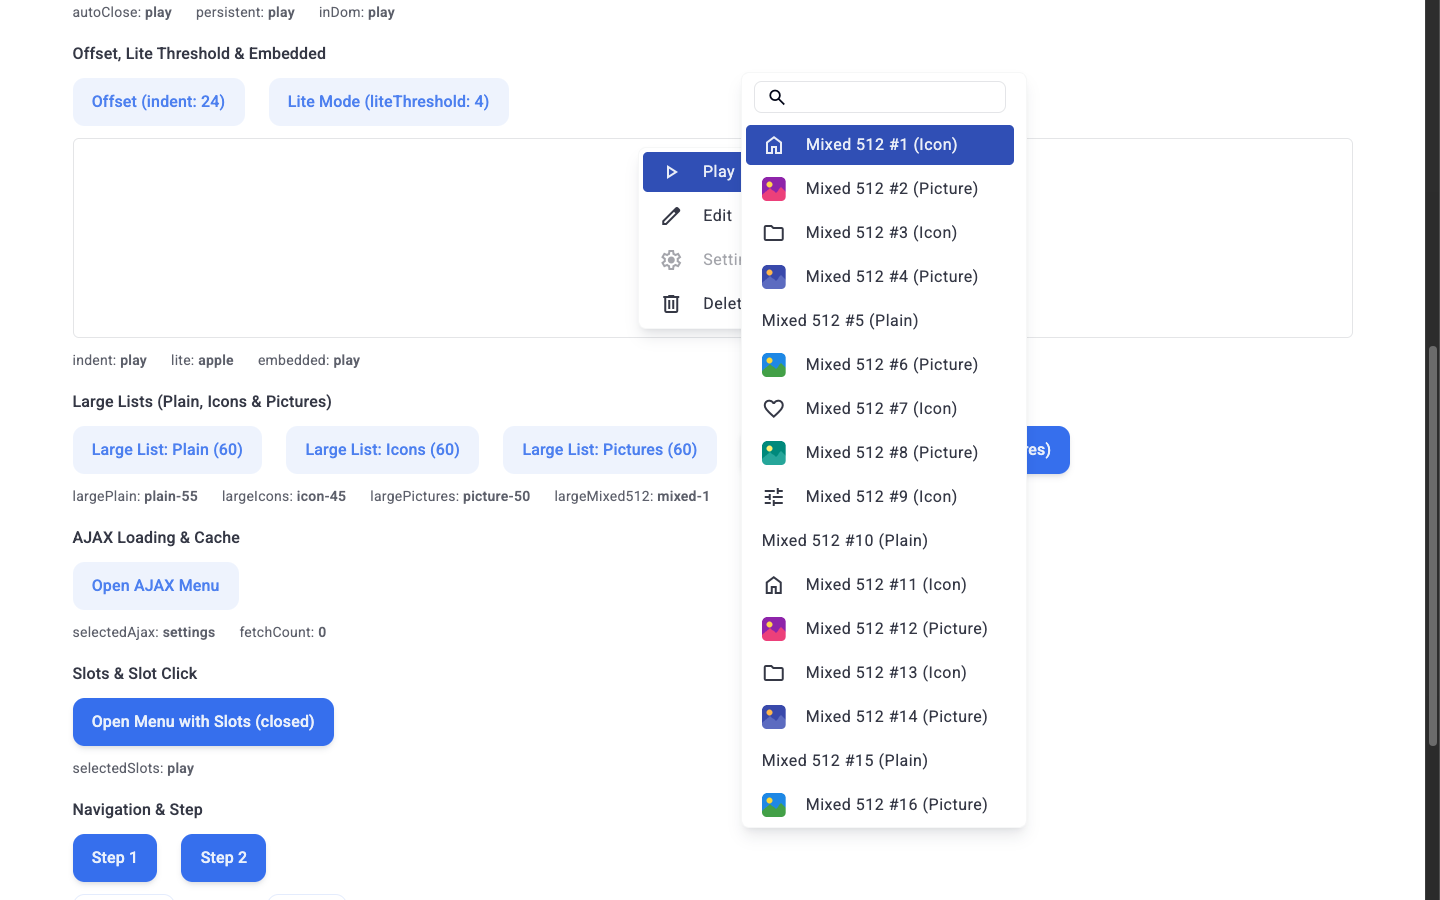 autoClose: play persistent: play inDom: play
Offset, Lite Threshold & Embedded
Offset (indent: 24) Lite Mode (liteThreshold: 4)
Play
Edit
indent: play lite: apple embedded: play
Large Lists (Plain, Icons & Pictures)
Large List: Plain (60) Large List: Icons (60) Large List: Pictures (60)
largePlain: plain-55 largeIcons: icon-45 largePictures: picture-50 largeMixed512: mixed-1
AJAX Loading & Cache
Open AJAX Menu
selectedAjax: settings fetchCount: 0
Slots & Slot Click
Open Menu with Slots (closed)
selectedSlots: play
Navigation & Step
Step 1 Step 2
Mixed 512 #1 (Icon)
Mixed 512 #2 (Picture)
Mixed 512 #3 (Icon)
Mixed 512 #4 (Picture)
Mixed 512 #5 (Plain)
Mixed 512 #6 (Picture)
Mixed 512 #7 (Icon)
Mixed 512 #8 (Picture)
Mixed 512 #9 (Icon)
Mixed 512 #10 (Plain)
Mixed 512 #11 (Icon)
Mixed 512 #12 (Picture)
Mixed 512 #13 (Icon)
Mixed 512 #14 (Picture)
Mixed 512 #15 (Plain)
Mixed 512 #16 (Picture)